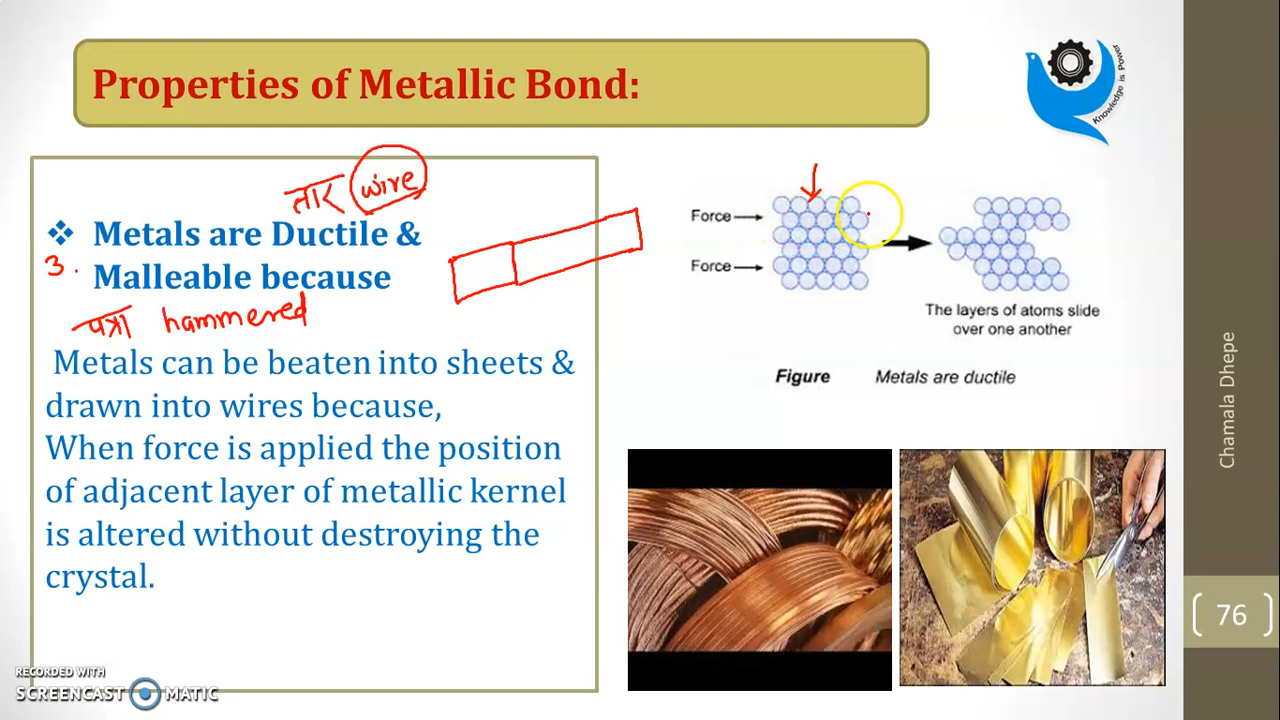 Properties of Metallic Bond:
Knowledge is Power
तार wire
❖ Metals are Ductile &
3.
Malleable because
पत्रा hammered
Metals can be beaten into sheets &
drawn into wires because,
When force is applied the position
of adjacent layer of metallic kernel
is altered without destroying the
crystal.
Force
Force
The layers of atoms slide
over one another
Figure Metals are ductile
Chamala Dhepe
76
RECORDED WITH
SCREENCAST MATIC